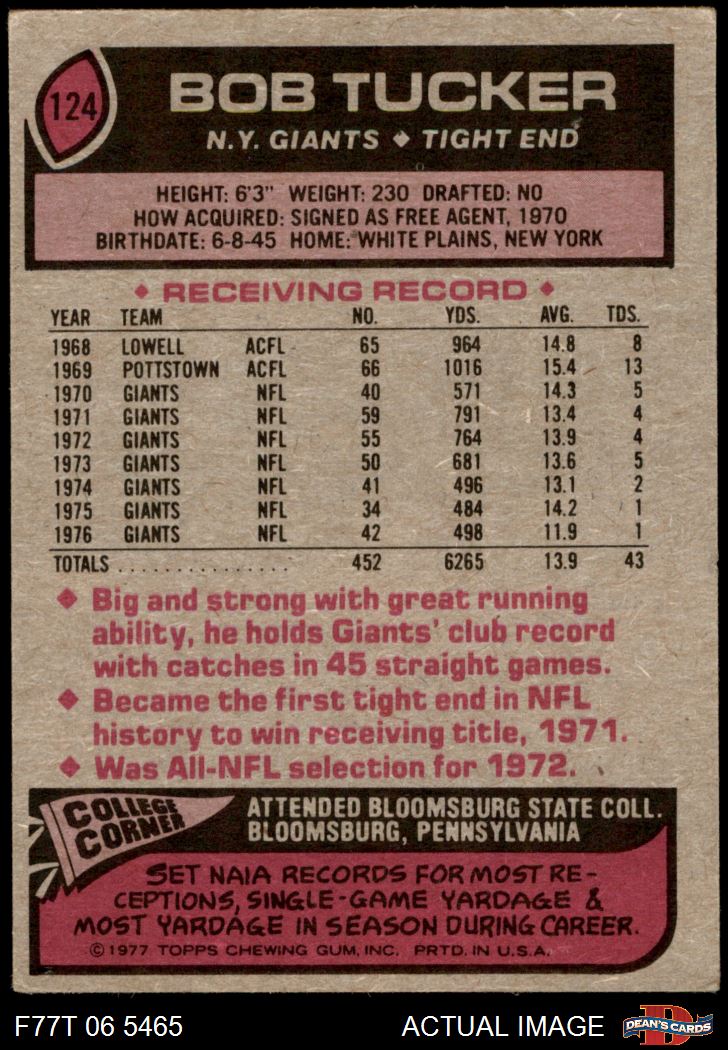 124
BOB TUCKER
N.Y. GIANTS ◆ TIGHT END
HEIGHT: 6'3" WEIGHT: 230 DRAFTED: NO
HOW ACQUIRED: SIGNED AS FREE AGENT, 1970
BIRTHDATE: 6-8-45 HOME: WHITE PLAINS, NEW YORK
◆ RECEIVING RECORD ◆
YEAR TEAM NO. YDS. AVG. TDS.
1968 LOWELL ACFL 65 964 14.8 8
1969 POTTSTOWN ACFL 66 1016 15.4 13
1970 GIANTS NFL 40 571 14.3 5
1971 GIANTS NFL 59 791 13.4 4
1972 GIANTS NFL 55 764 13.9 4
1973 GIANTS NFL 50 681 13.6 5
1974 GIANTS NFL 41 496 13.1 2
1975 GIANTS NFL 34 484 14.2 1
1976 GIANTS NFL 42 498 11.9 1
TOTALS . . . . . . . . . . . . . . . . 452 6265 13.9 43
◆ Big and strong with great running
ability, he holds Giants' club record
with catches in 45 straight games.
◆ Became the first tight end in NFL
history to win receiving title, 1971.
◆ Was All-NFL selection for 1972.
COLLEGE
CORNER
ATTENDED BLOOMSBURG STATE COLL.
BLOOMSBURG, PENNSYLVANIA
SET NAIA RECORDS FOR MOST RE-
CEPTIONS, SINGLE-GAME YARDAGE &
MOST YARDAGE IN SEASON DURING CAREER.
©1977 TOPPS CHEWING GUM, INC. PRTD. IN U.S.A.
F77T 06 5465 ACTUAL IMAGE
D
DEAN'S CARDS